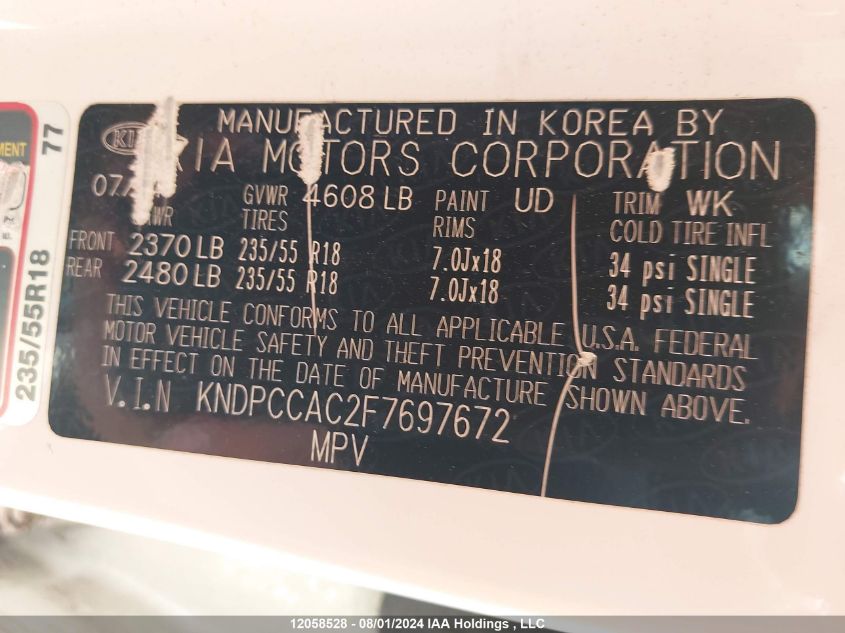 MANUFACTURED IN KOREA BY
KIA MOTORS CORPORATION
07/
GVWR 4608 LB PAINT UD TRIM WK
TIRES RIMS COLD TIRE INFL
FRONT 2370 LB 235/55 R18 7.0Jx18 34 psi SINGLE
REAR 2480 LB 235/55 R18 7.0Jx18 34 psi SINGLE
THIS VEHICLE CONFORMS TO ALL APPLICABLE U.S.A. FEDERAL
MOTOR VEHICLE SAFETY AND THEFT PREVENTION STANDARDS
IN EFFECT ON THE DATE OF MANUFACTURE SHOWN ABOVE.
V.I.N KNDPCCAC2F7697672
MPV
235/55R18 77
12058528 - 08/01/2024 IAA Holdings , LLC